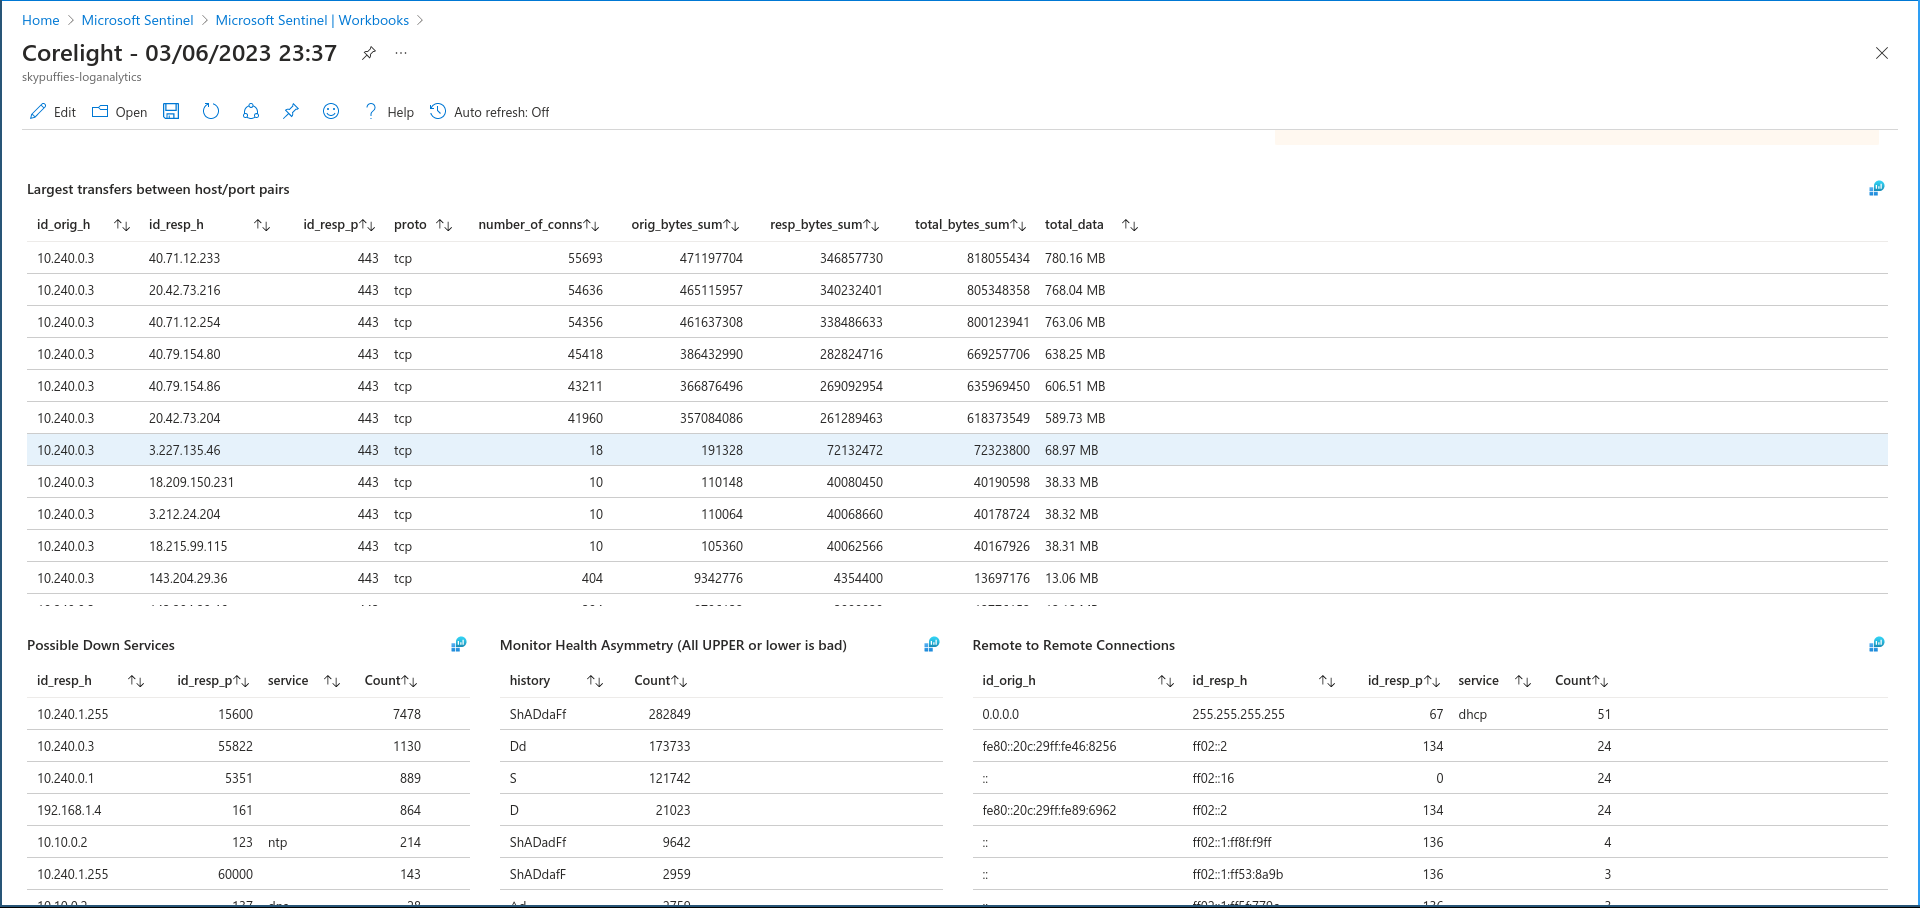 Home > Microsoft Sentinel > Microsoft Sentinel | Workbooks >
Corelight - 03/06/2023 23:37 ...
skypuffies-loganalytics
Edit Open ? Help Auto refresh: Off
Largest transfers between host/port pairs
id_orig_h ↑↓ id_resp_h ↑↓ id_resp_p↑↓ proto ↑↓ number_of_conns↑↓ orig_bytes_sum↑↓ resp_bytes_sum↑↓ total_bytes_sum↑↓ total_data ↑↓
10.240.0.3 40.71.12.233 443 tcp 55693 471197704 346857730 818055434 780.16 MB
10.240.0.3 20.42.73.216 443 tcp 54636 465115957 340232401 805348358 768.04 MB
10.240.0.3 40.71.12.254 443 tcp 54356 461637308 338486633 800123941 763.06 MB
10.240.0.3 40.79.154.80 443 tcp 45418 386432990 282824716 669257706 638.25 MB
10.240.0.3 40.79.154.86 443 tcp 43211 366876496 269092954 635969450 606.51 MB
10.240.0.3 20.42.73.204 443 tcp 41960 357084086 261289463 618373549 589.73 MB
10.240.0.3 3.227.135.46 443 tcp 18 191328 72132472 72323800 68.97 MB
10.240.0.3 18.209.150.231 443 tcp 10 110148 40080450 40190598 38.33 MB
10.240.0.3 3.212.24.204 443 tcp 10 110064 40068660 40178724 38.32 MB
10.240.0.3 18.215.99.115 443 tcp 10 105360 40062566 40167926 38.31 MB
10.240.0.3 143.204.29.36 443 tcp 404 9342776 4354400 13697176 13.06 MB
Possible Down Services
id_resp_h ↑↓ id_resp_p↑↓ service ↑↓ Count↑↓
10.240.1.255 15600 7478
10.240.0.3 55822 1130
10.240.0.1 5351 889
192.168.1.4 161 864
10.10.0.2 123 ntp 214
10.240.1.255 60000 143
Monitor Health Asymmetry (All UPPER or lower is bad)
history ↑↓ Count↑↓
ShADdaFf 282849
Dd 173733
S 121742
D 21023
ShADadFf 9642
ShADdafF 2959
Remote to Remote Connections
id_orig_h ↑↓ id_resp_h ↑↓ id_resp_p↑↓ service ↑↓ Count↑↓
0.0.0.0 255.255.255.255 67 dhcp 51
fe80::20c:29ff:fe46:8256 ff02::2 134 24
:: ff02::16 0 24
fe80::20c:29ff:fe89:6962 ff02::2 134 24
:: ff02::1:ff8f:f9ff 136 4
:: ff02::1:ff53:8a9b 136 3